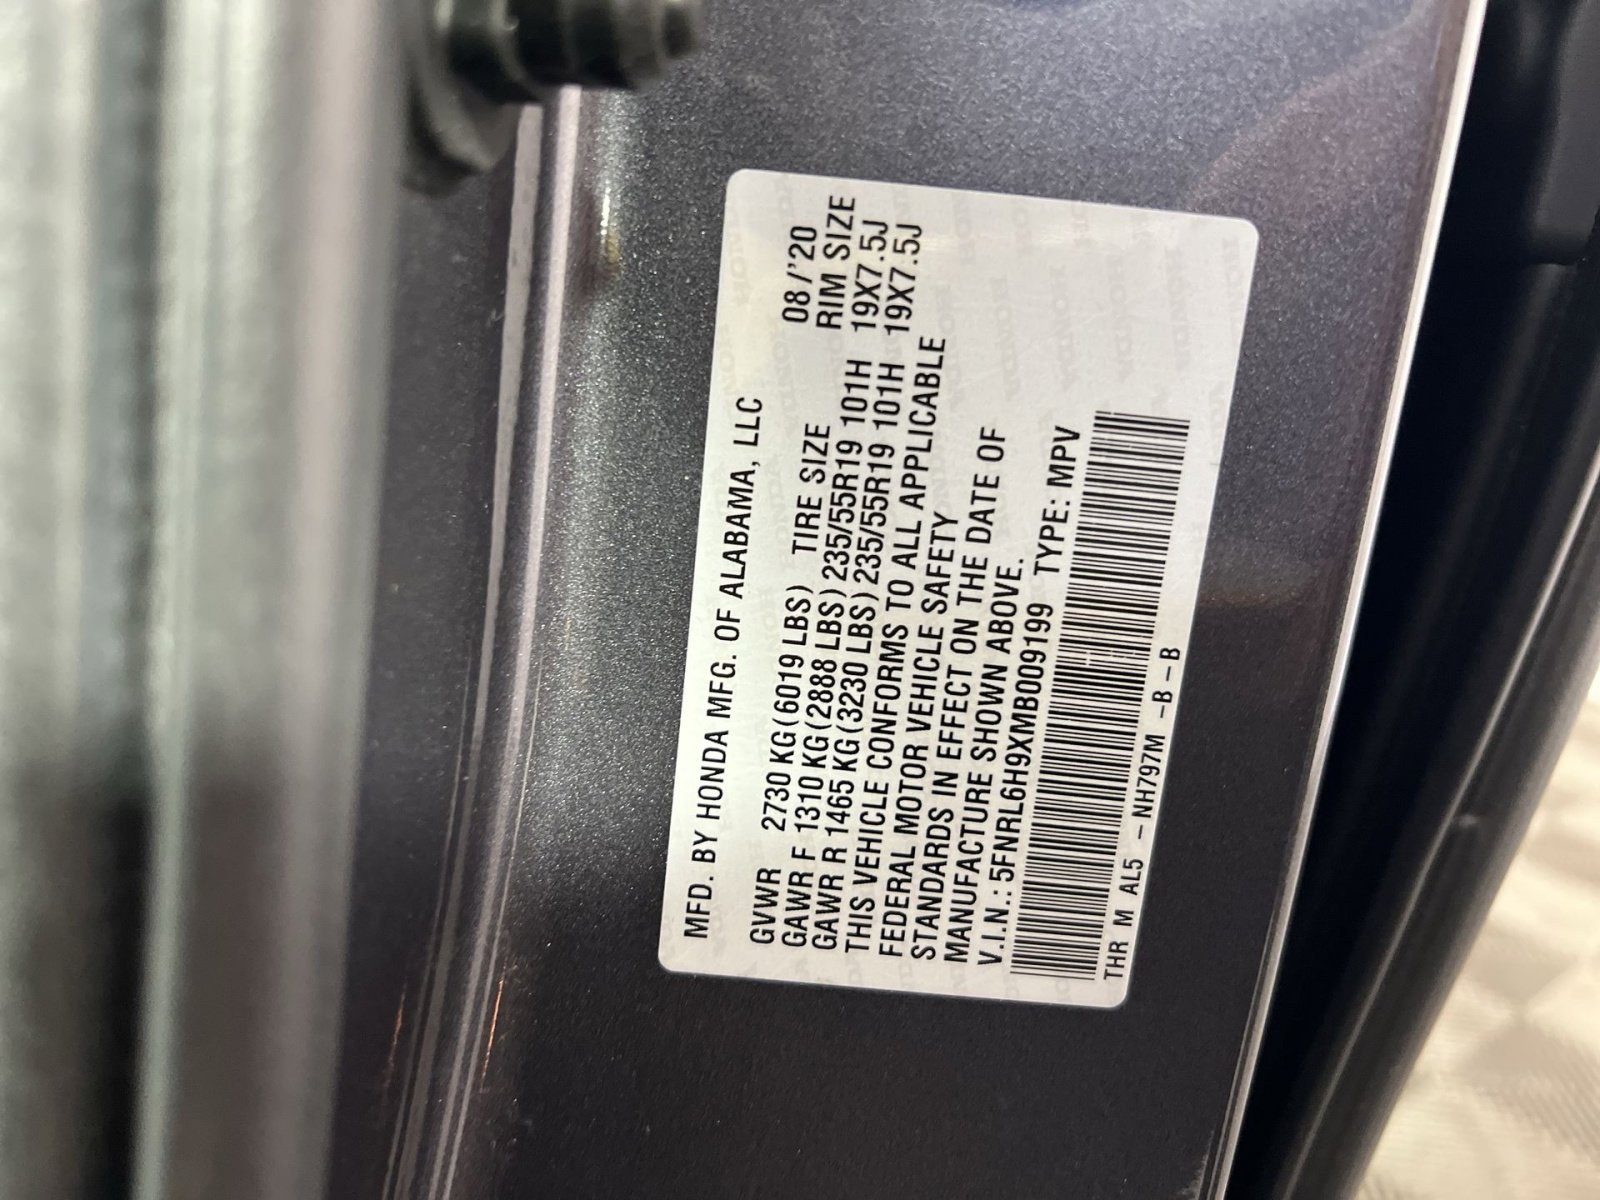 MFD. BY HONDA MFG. OF ALABAMA, LLC
08/'20
GVWR 2730 KG(6019 LBS) TIRE SIZE RIM SIZE
GAWR F 1310 KG(2888 LBS) 235/55R19 101H 19X7.5J
GAWR R 1465 KG(3230 LBS) 235/55R19 101H 19X7.5J
THIS VEHICLE CONFORMS TO ALL APPLICABLE
FEDERAL MOTOR VEHICLE SAFETY
STANDARDS IN EFFECT ON THE DATE OF
MANUFACTURE SHOWN ABOVE.
V.I.N.: 5FNRL6H9XMB009199 TYPE: MPV
THR M AL5 - NH797M -B - B